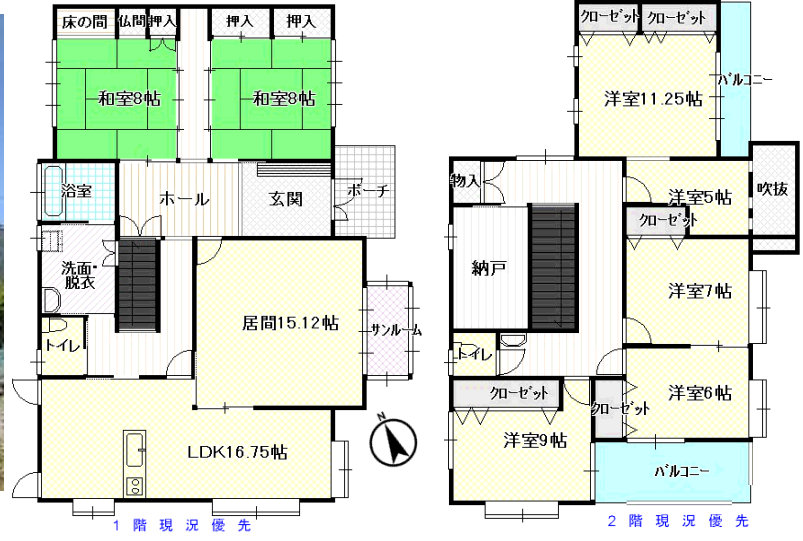 床の間 仏間 押入 押入 押入
和室8帖 和室8帖
浴室 ホール 玄関 ポーチ
洗面・
脱衣
居間15.12帖 サンルーム
トイレ
LDK16.75帖
N
1階現況優先
クローゼット クローゼット
洋室11.25帖 バルコニー
物入 洋室5帖 吹抜
クローゼット
納戸 洋室7帖
トイレ
クローゼット クローゼット 洋室6帖
洋室9帖
バルコニー
2階現況優先